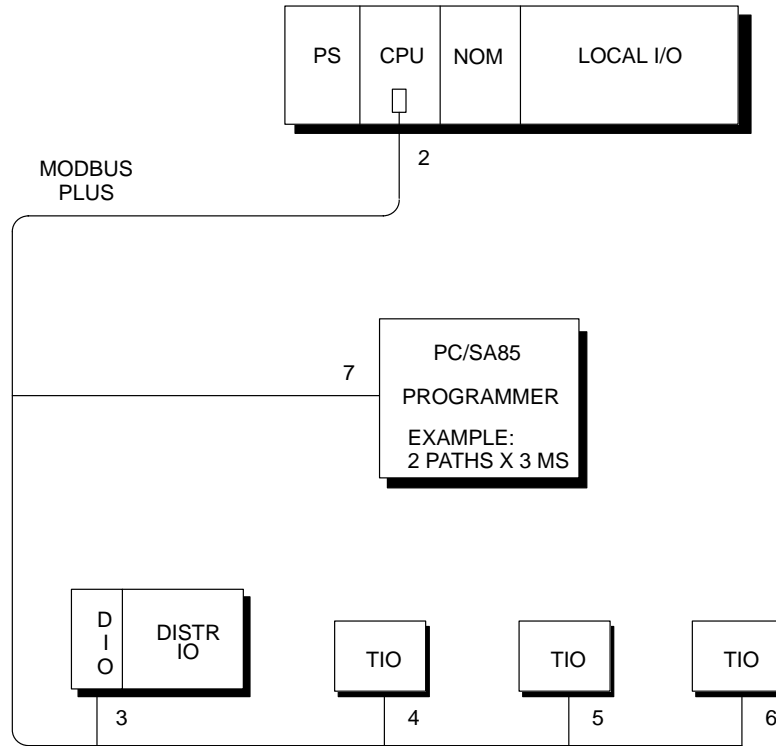 PS
CPU
NOM
LOCAL I/O
2
MODBUS
PLUS
7
PC/SA85
PROGRAMMER
EXAMPLE:
2 PATHS X 3 MS
D
I
O
DISTR
IO
TIO
TIO
TIO
3
4
5
6